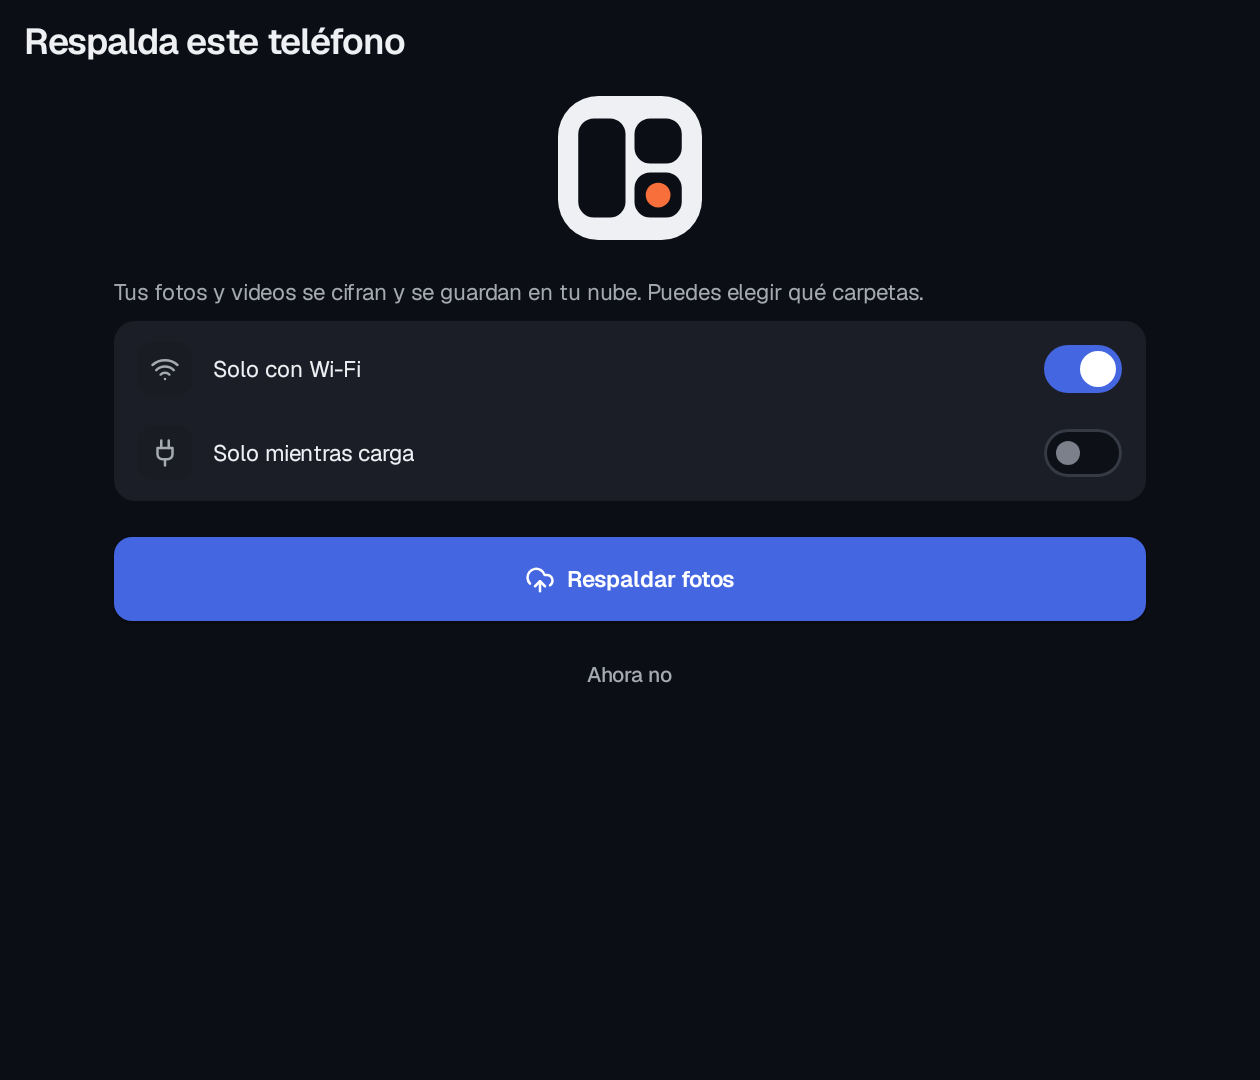 Respalda este teléfono
Tus fotos y videos se cifran y se guardan en tu nube. Puedes elegir qué carpetas.
Solo con Wi-Fi
Solo mientras carga
Respaldar fotos
Ahora no